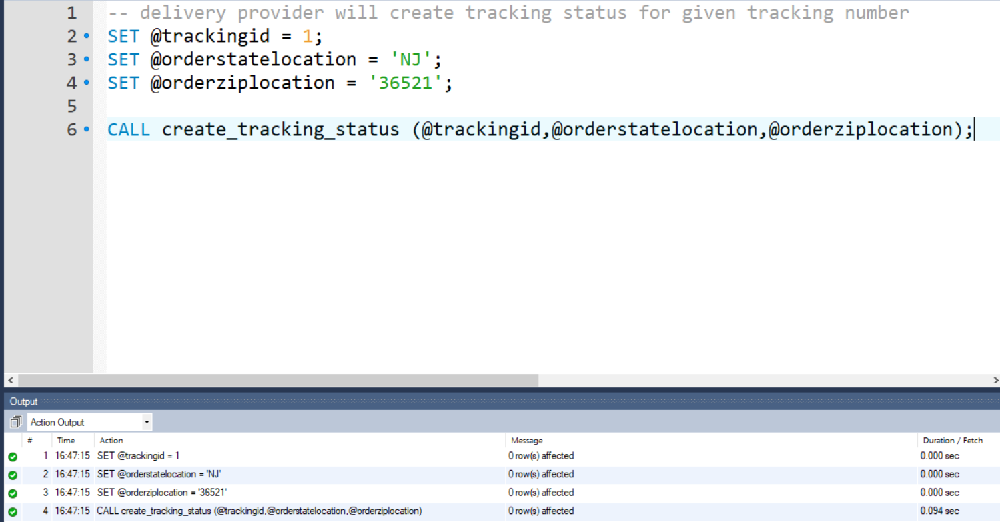 1 -- delivery provider will create tracking status for given tracking number
2 SET @trackingid = 1;
3 SET @orderstatelocation = 'NJ';
4 SET @orderziplocation = '36521';
5
6 CALL create_tracking_status (@trackingid,@orderstatelocation,@orderziplocation);
Output
Action Output
# Time Action Message Duration / Fetch
1 16:47:15 SET @trackingid = 1 0 row(s) affected 0.000 sec
2 16:47:15 SET @orderstatelocation = 'NJ' 0 row(s) affected 0.000 sec
3 16:47:15 SET @orderziplocation = '36521' 0 row(s) affected 0.000 sec
4 16:47:15 CALL create_tracking_status (@trackingid,@orderstatelocation,@orderziplocation) 0 row(s) affected 0.094 sec